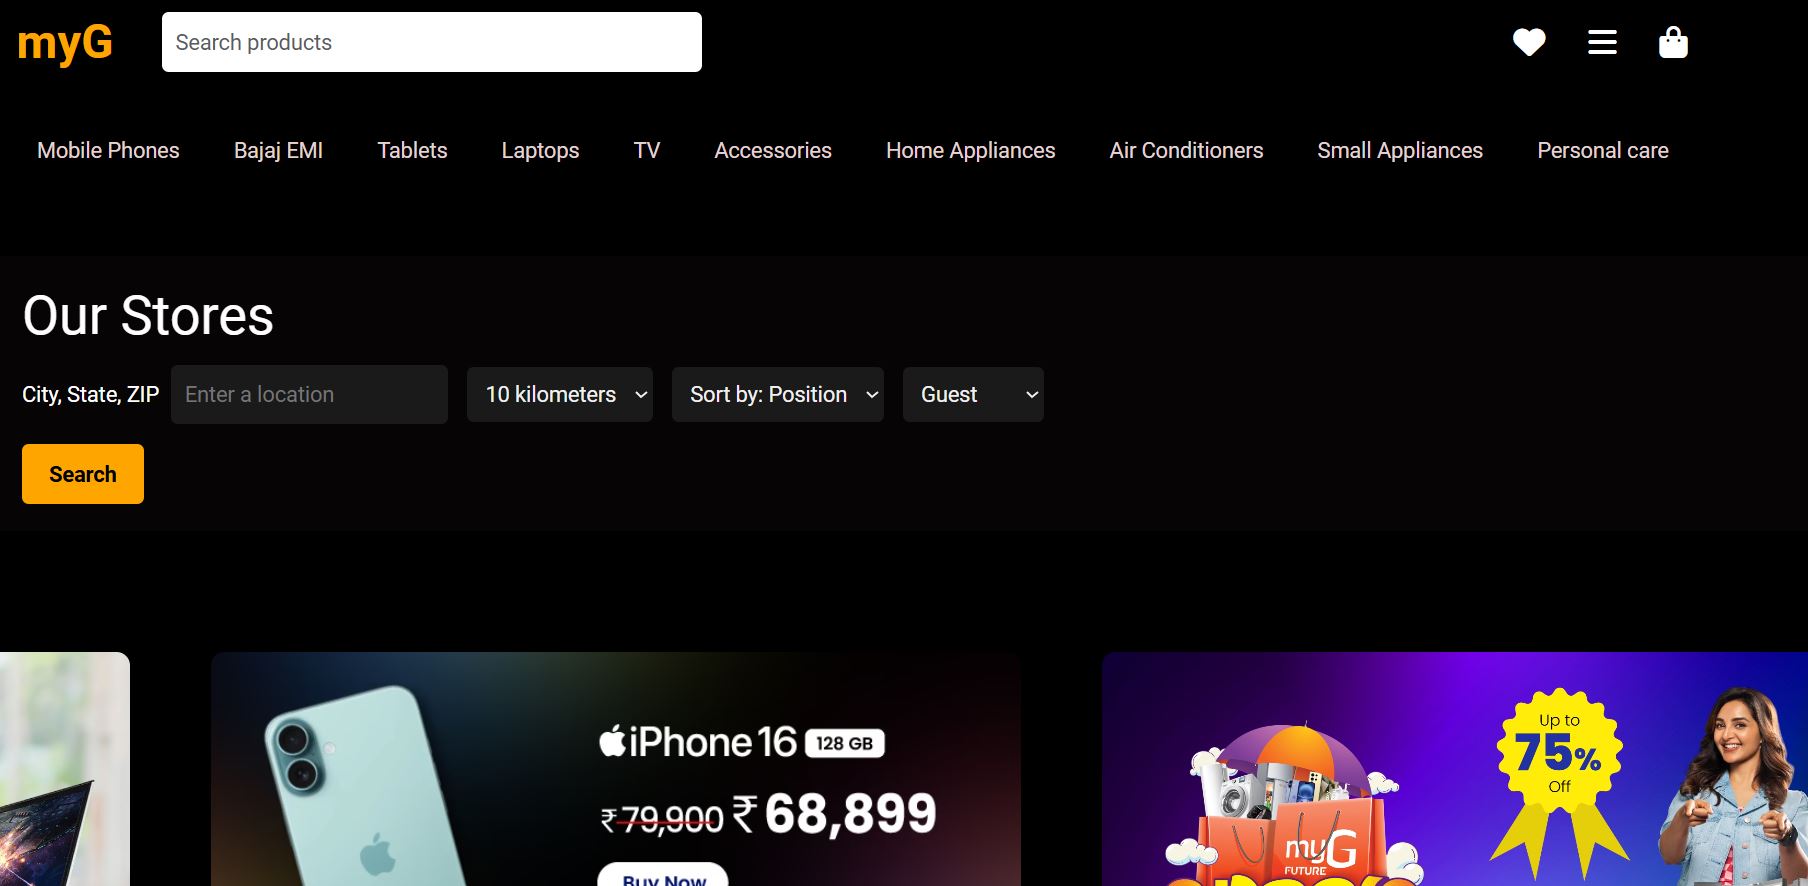 myG
Search products
Mobile Phones
Bajaj EMI
Tablets
Laptops
TV
Accessories
Home Appliances
Air Conditioners
Small Appliances
Personal care
Our Stores
City, State, ZIP
Enter a location
10 kilometers
Sort by: Position
Guest
Search
iPhone 16 128 GB
₹79,900 ₹68,899
Buy Now
Up to
75%
Off
myG
FUTURE